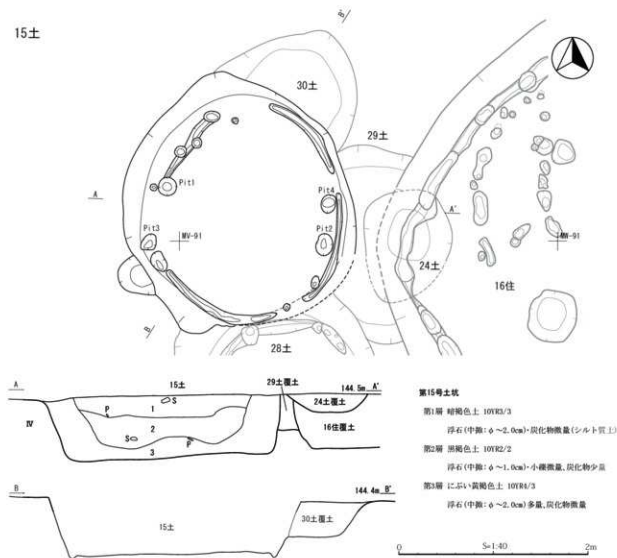 15土
B'
30土
29土
Pit1
Pit4
A
A'
Pit3
MV-91
Pit2
MW-91
24土
16住
B
28土
A
15土
29土覆土
144.5m A'
24土覆土
S
P
1
Ⅳ
16住覆土
2
S
P
3
B
144.4m B'
15土
30土覆土
第15号土坑
第1層 暗褐色土 10YR3/3
浮石(中掫:φ～2.0cm)・炭化物微量(シルト質土)
第2層 黒褐色土 10YR2/2
浮石(中掫:φ～1.0cm)・小礫微量、炭化物少量
第3層 にぶい黄褐色土 10YR4/3
浮石(中掫:φ～2.0cm)多量、炭化物微量
0 S=1:40 2m